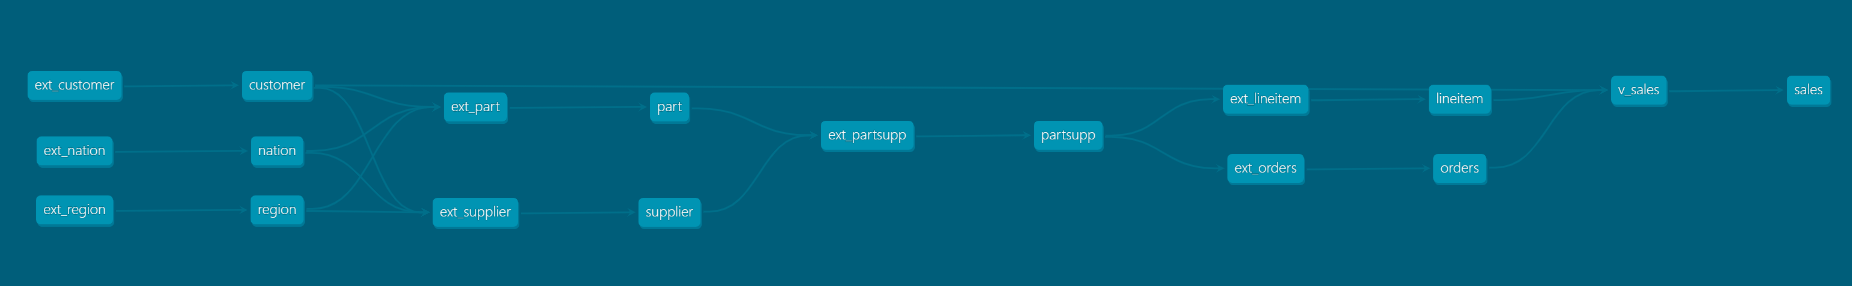 ext_customer
customer
ext_nation
nation
ext_region
region
ext_part
part
ext_supplier
supplier
ext_partsupp
partsupp
ext_lineitem
lineitem
ext_orders
orders
v_sales
sales